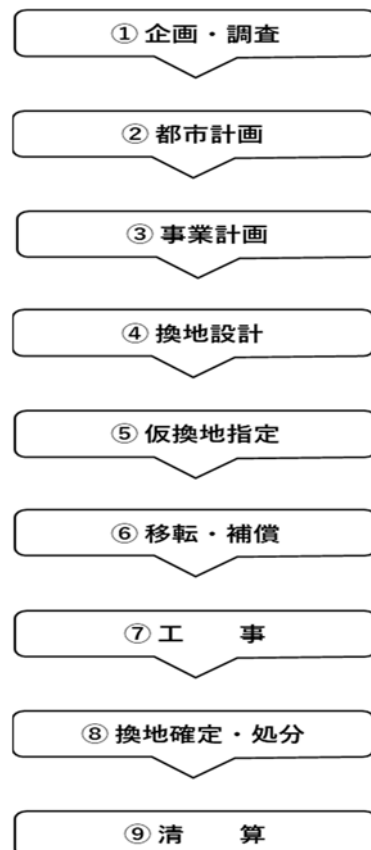 ① 企画・調査
② 都市計画
③ 事業計画
④ 換地設計
⑤ 仮換地指定
⑥ 移転・補償
⑦ 工　　事
⑧ 換地確定・処分
⑨ 清　　算